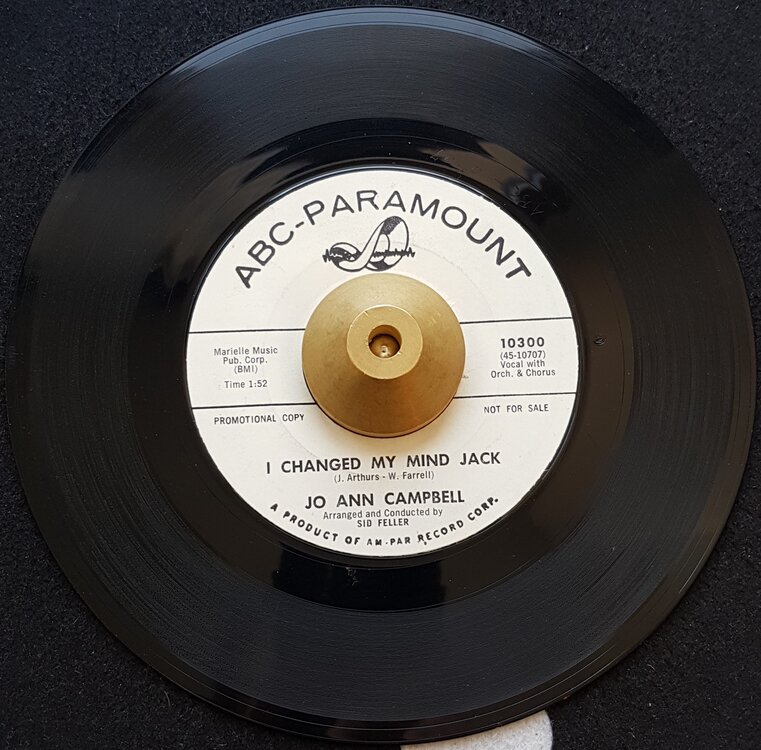 ABC-PARAMOUNT
Marielle Music
Pub. Corp.
(BMI)
Time 1:52
10300
(45-10707)
Vocal with
Orch. & Chorus
PROMOTIONAL COPY
NOT FOR SALE
I CHANGED MY MIND JACK
(J. Arthurs - W. Farrell)
JO ANN CAMPBELL
Arranged and Conducted by
SID FELLER
A PRODUCT OF AM-PAR RECORD CORP.